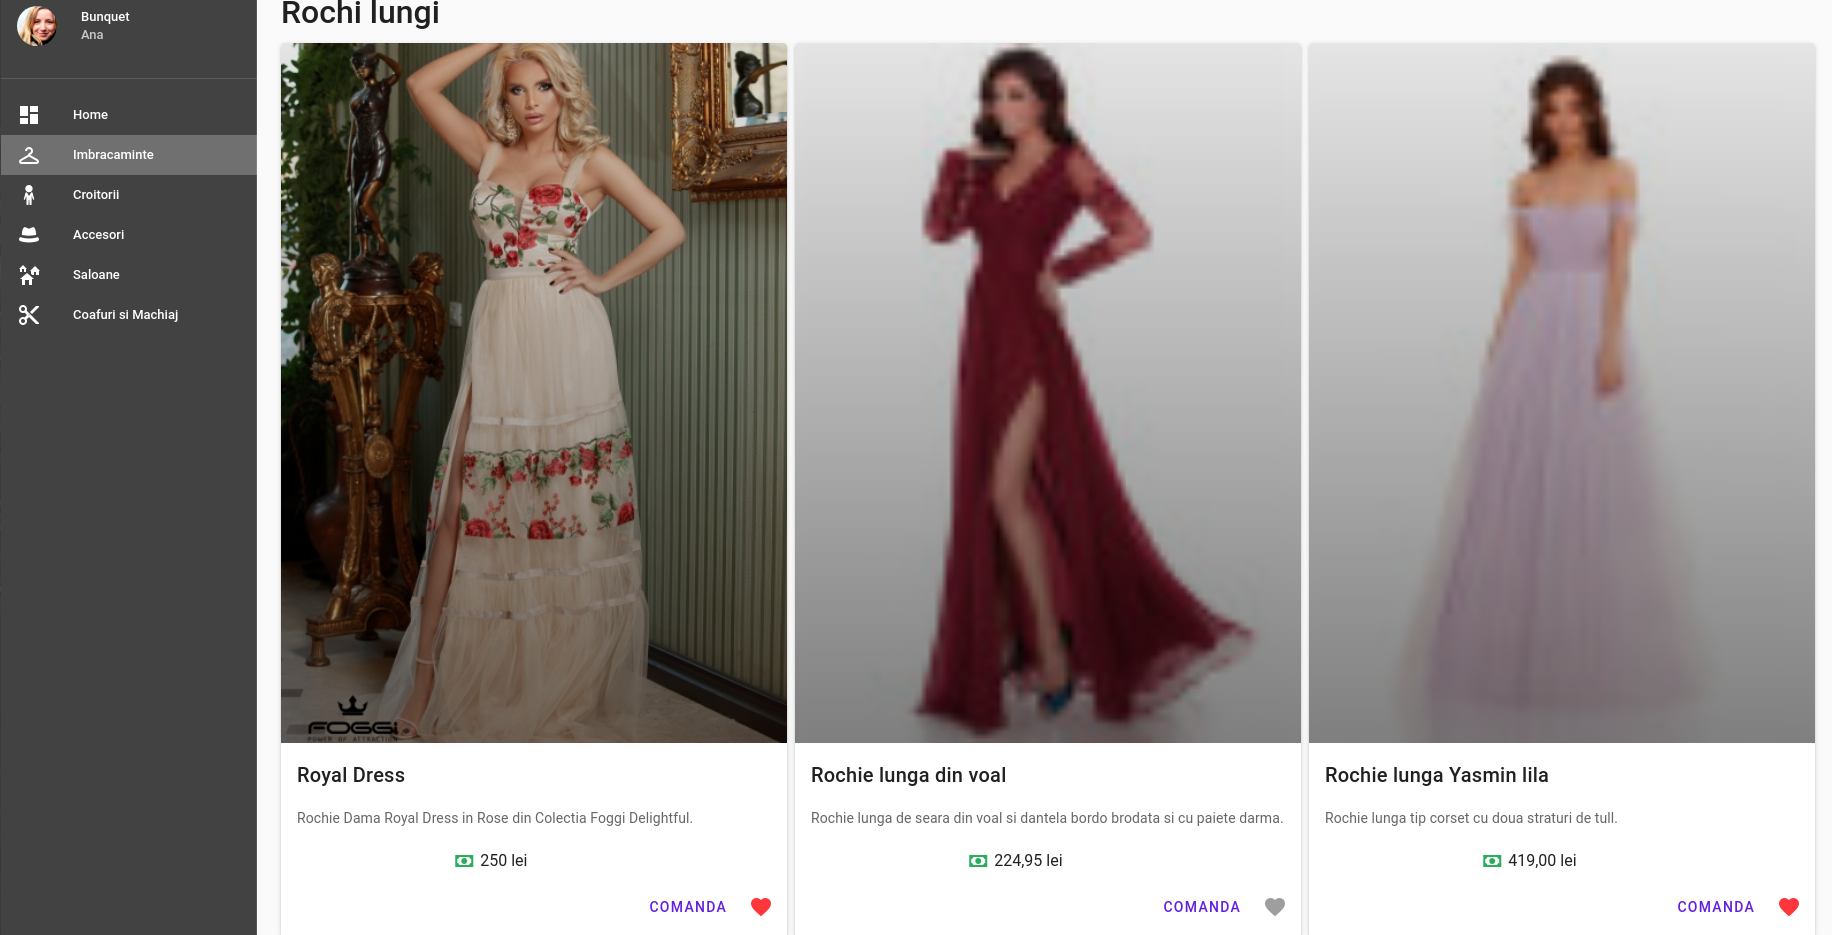 Bunquet
Ana
Home
Imbracaminte
Croitorii
Accesori
Saloane
Coafuri si Machiaj
Rochi lungi
FOGGi
POWER OF ATTRACTION
Royal Dress
Rochie Dama Royal Dress in Rose din Colectia Foggi Delightful.
250 lei
COMANDA
Rochie lunga din voal
Rochie lunga de seara din voal si dantela bordo brodata si cu paiete darma.
224,95 lei
COMANDA
Rochie lunga Yasmin lila
Rochie lunga tip corset cu doua straturi de tull.
419,00 lei
COMANDA